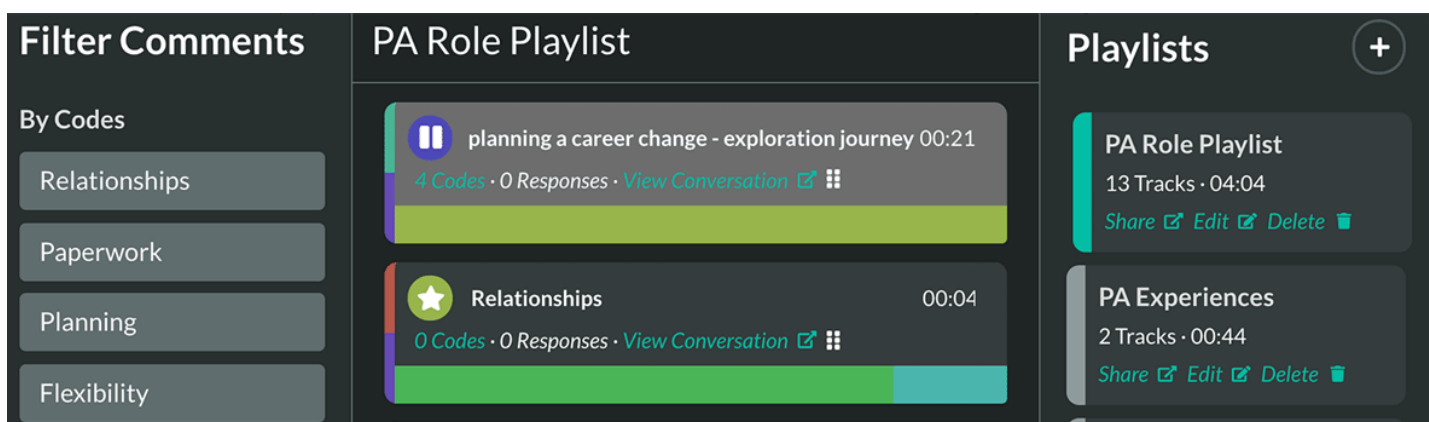 Filter Comments
By Codes
Relationships
Paperwork
Planning
Flexibility
PA Role Playlist
planning a career change - exploration journey 00:21
4 Codes · 0 Responses · View Conversation
Relationships 00:04
0 Codes · 0 Responses · View Conversation
Playlists
PA Role Playlist
13 Tracks · 04:04
Share Edit Delete
PA Experiences
2 Tracks · 00:44
Share Edit Delete